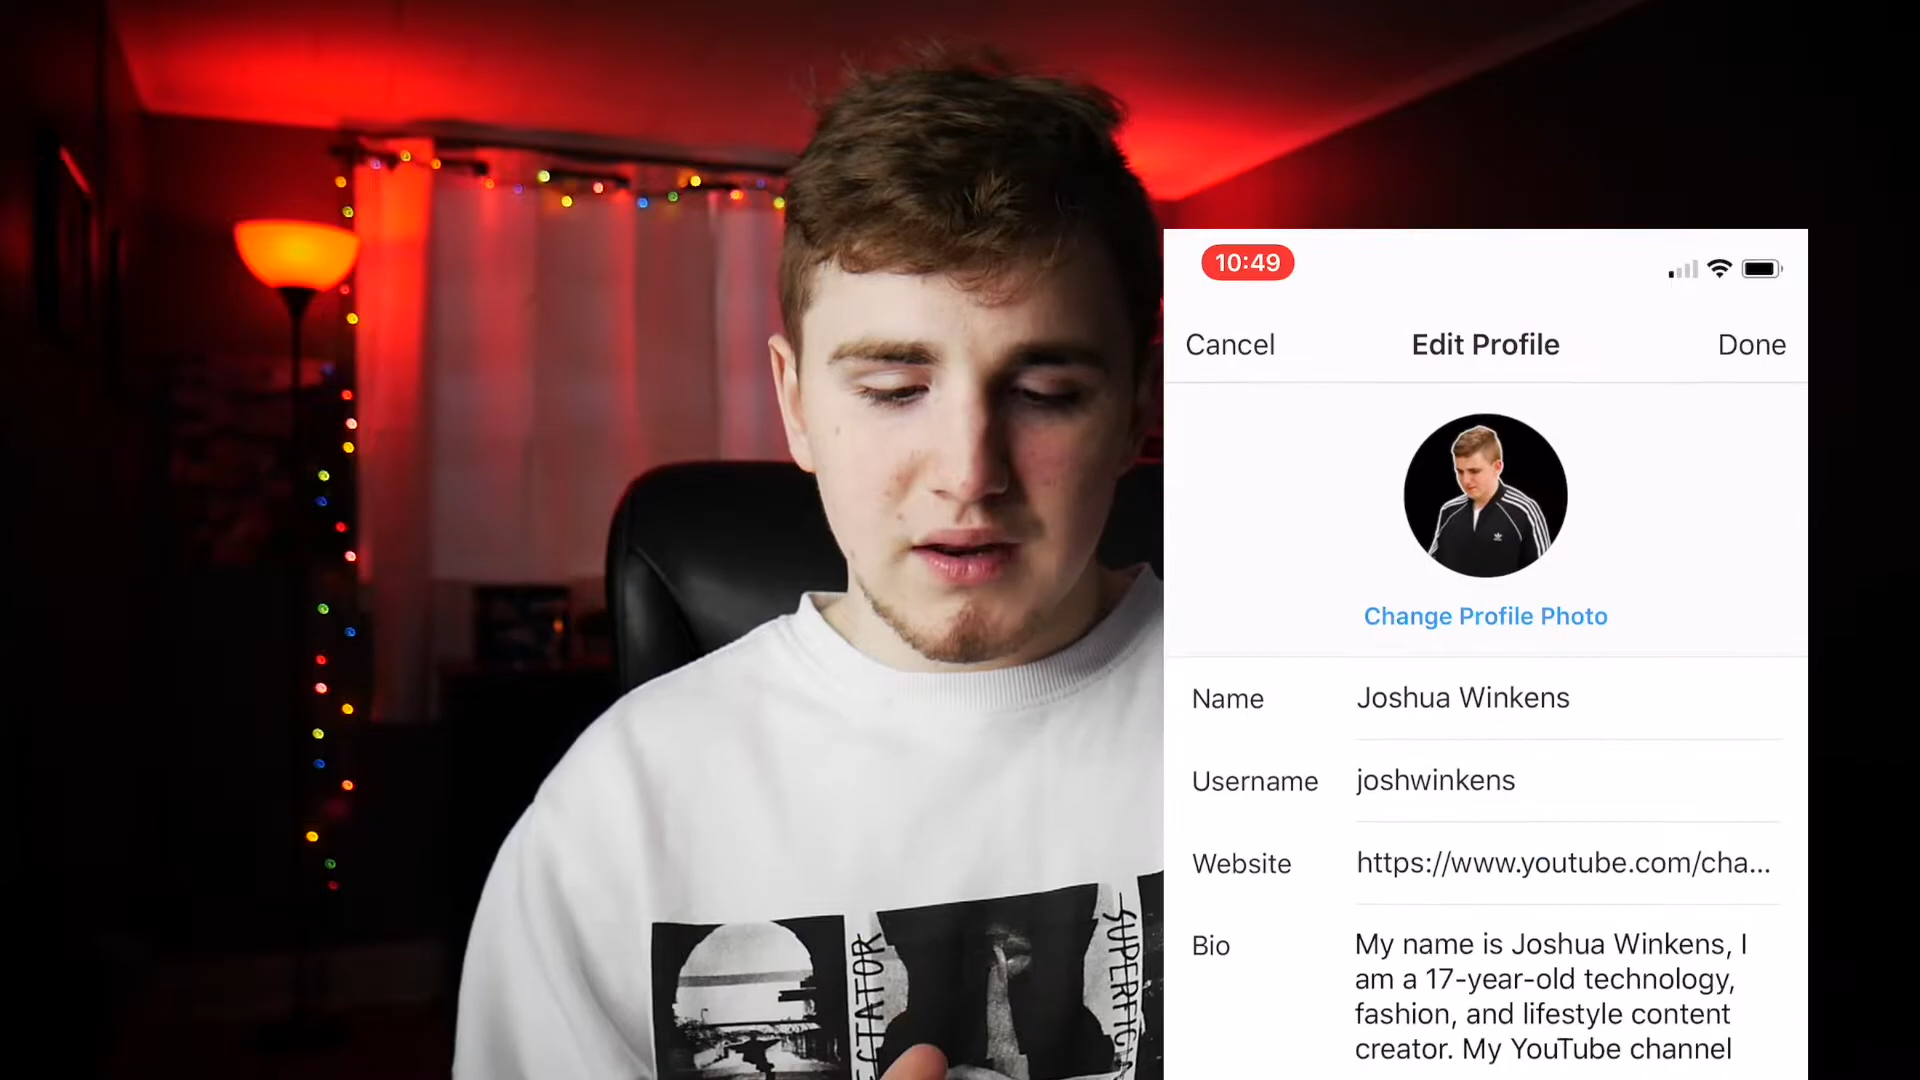 10:49
Cancel Edit Profile Done
Change Profile Photo
Name Joshua Winkens
Username joshwinkens
Website https://www.youtube.com/cha...
Bio My name is Joshua Winkens, I
am a 17-year-old technology,
fashion, and lifestyle content
creator. My YouTube channel